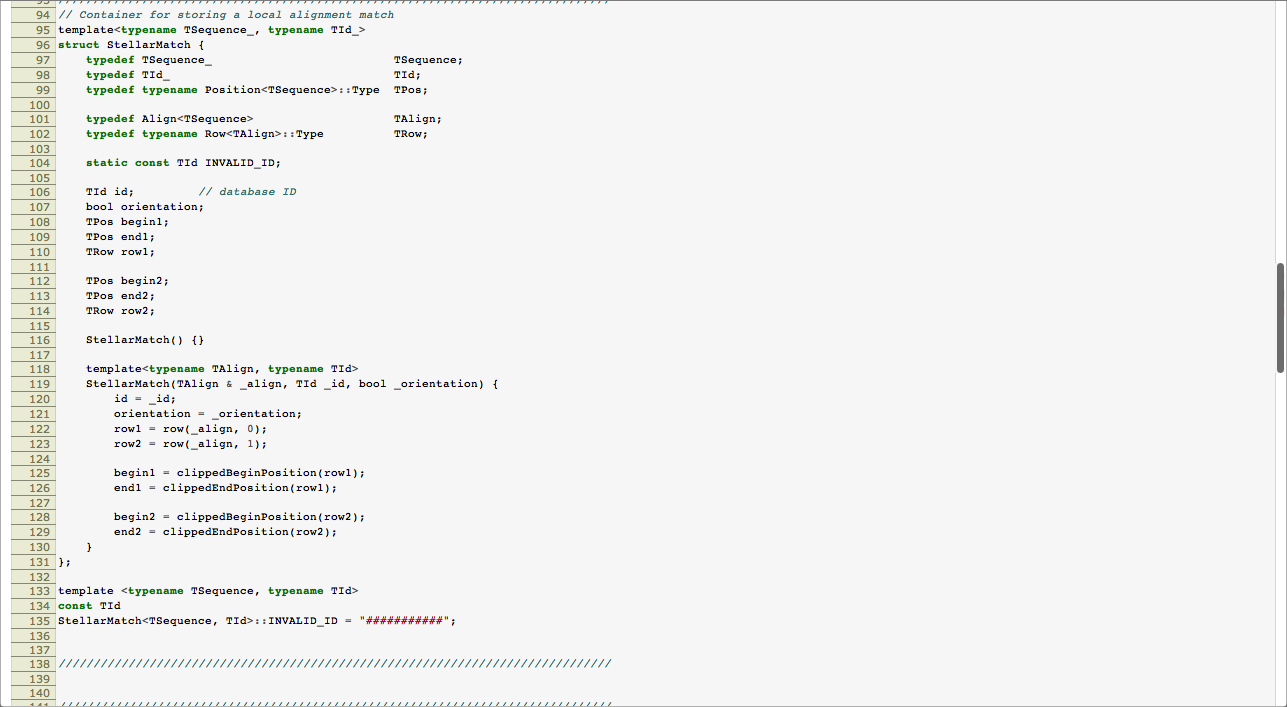 93 ///////////////////////////////////////////////////////////////////////////////
94 // Container for storing a local alignment match
95 template<typename TSequence_, typename TId_>
96 struct StellarMatch {
97     typedef TSequence_                          TSequence;
98     typedef TId_                                TId;
99     typedef typename Position<TSequence>::Type  TPos;
100
101     typedef Align<TSequence>                    TAlign;
102     typedef typename Row<TAlign>::Type          TRow;
103
104     static const TId INVALID_ID;
105
106     TId id;         // database ID
107     bool orientation;
108     TPos begin1;
109     TPos end1;
110     TRow row1;
111
112     TPos begin2;
113     TPos end2;
114     TRow row2;
115
116     StellarMatch() {}
117
118     template<typename TAlign, typename TId>
119     StellarMatch(TAlign & _align, TId _id, bool _orientation) {
120         id = _id;
121         orientation = _orientation;
122         row1 = row(_align, 0);
123         row2 = row(_align, 1);
124
125         begin1 = clippedBeginPosition(row1);
126         end1 = clippedEndPosition(row1);
127
128         begin2 = clippedBeginPosition(row2);
129         end2 = clippedEndPosition(row2);
130     }
131 };
132
133 template <typename TSequence, typename TId>
134 const TId
135 StellarMatch<TSequence, TId>::INVALID_ID = "###########";
136
137
138 ///////////////////////////////////////////////////////////////////////////////
139
140
141 ///////////////////////////////////////////////////////////////////////////////